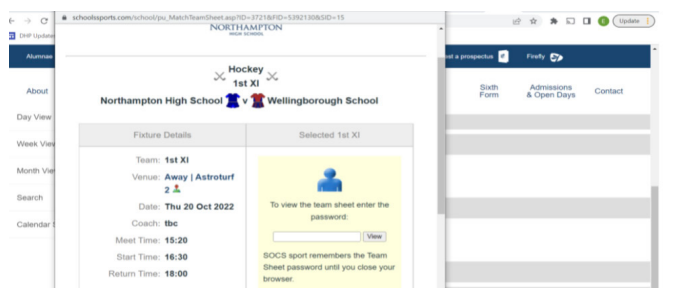 schoolssports.com/school/pu_MatchTeamSheet.asp?ID=3721&FID=5392130&SID=15
Update
DHP Updates
NORTHAMPTON
HIGH SCHOOL
Alumnae
a prospectus
Firefly
Hockey
1st XI
Northampton High School v Wellingborough School
About
Sixth
Form
Admissions
& Open Days
Contact
Day View
Week View
Month View
Search
Calendar
Fixture Details
Selected 1st XI
Team: 1st XI
Venue: Away | Astroturf
2
Date: Thu 20 Oct 2022
Coach: tbc
Meet Time: 15:20
Start Time: 16:30
Return Time: 18:00
To view the team sheet enter the
password:
View
SOCS sport remembers the Team
Sheet password until you close your
browser.